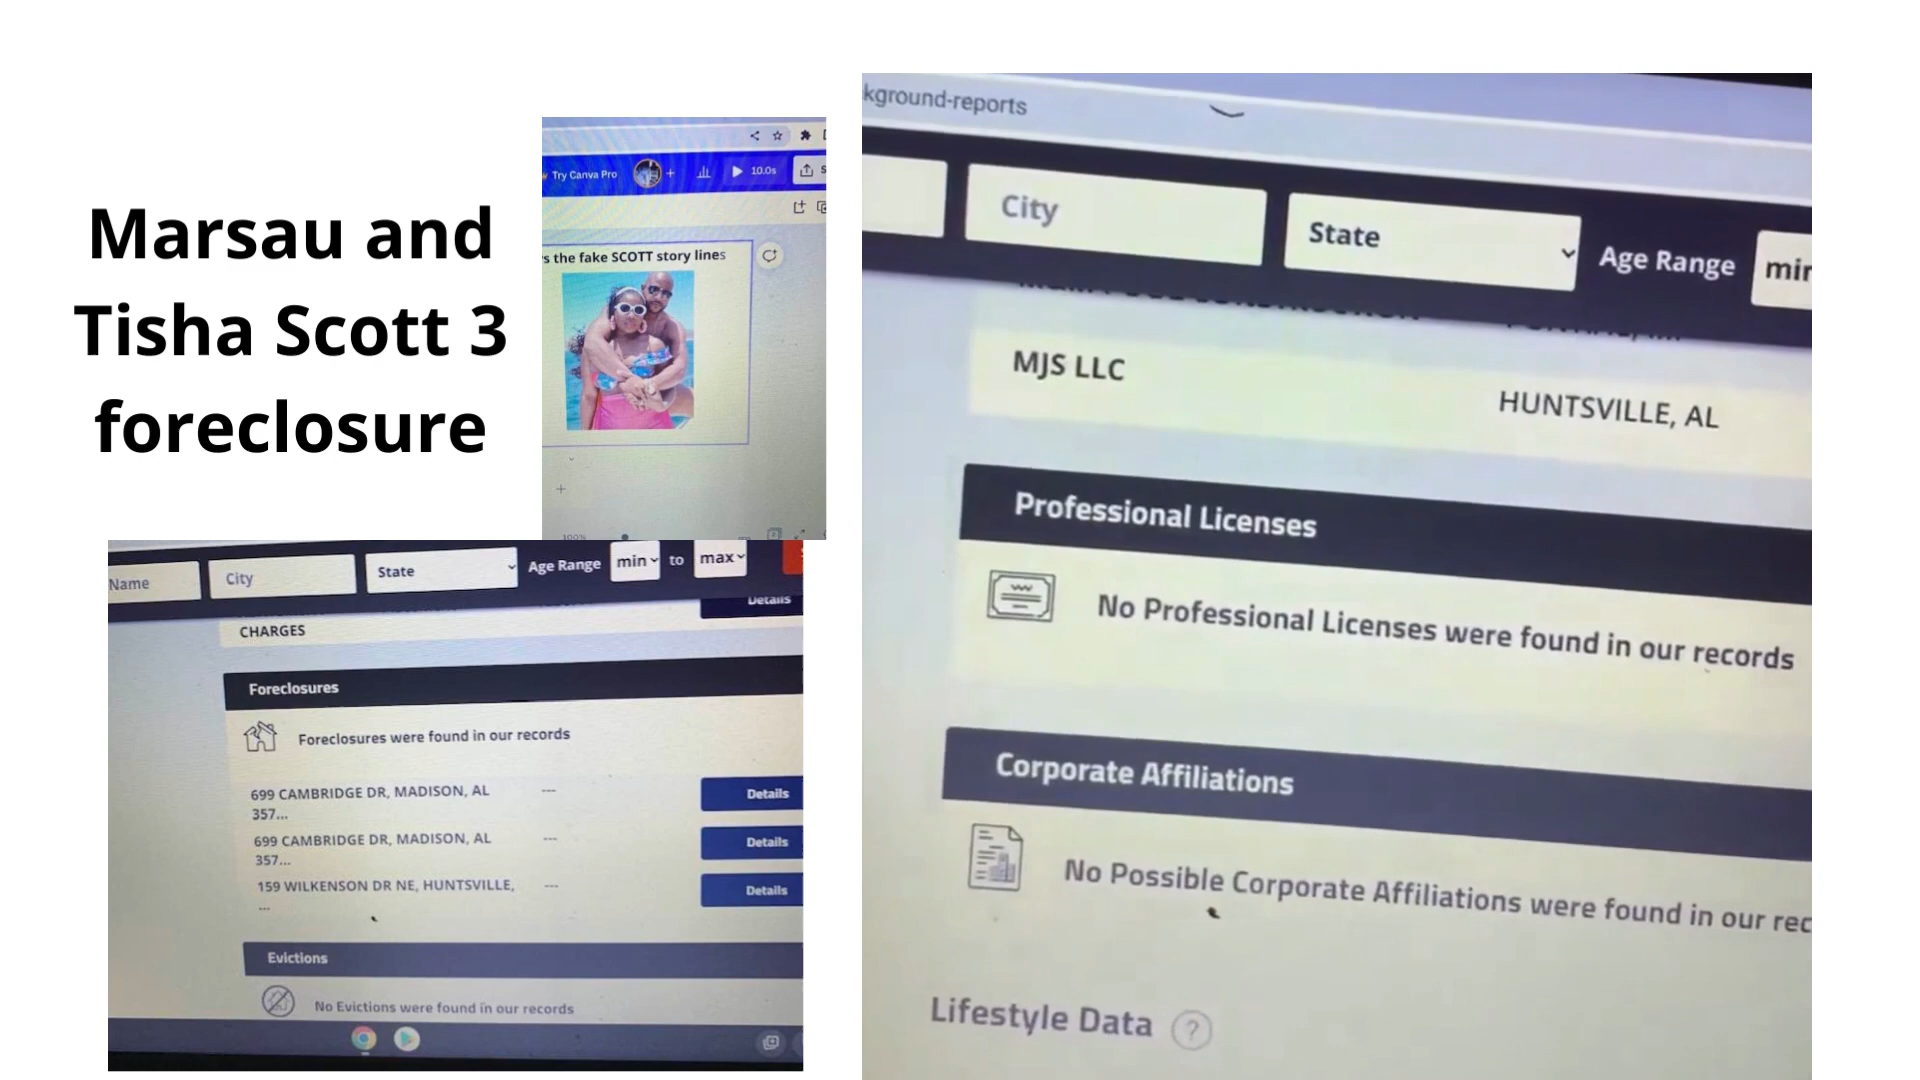 Marsau and
Tisha Scott 3
foreclosure
Try Canva Pro
10.0s
the fake SCOTT story lines
100%
Name
City
State
Age Range
min
to
max
Details
CHARGES
Foreclosures
Foreclosures were found in our records
699 CAMBRIDGE DR, MADISON, AL
357...
---
Details
699 CAMBRIDGE DR, MADISON, AL
357...
---
Details
159 WILKENSON DR NE, HUNTSVILLE,
...
---
Details
Evictions
No Evictions were found in our records
kground-reports
City
State
Age Range
min
MJS LLC
HUNTSVILLE, AL
Professional Licenses
No Professional Licenses were found in our records
Corporate Affiliations
No Possible Corporate Affiliations were found in our rec
Lifestyle Data ?